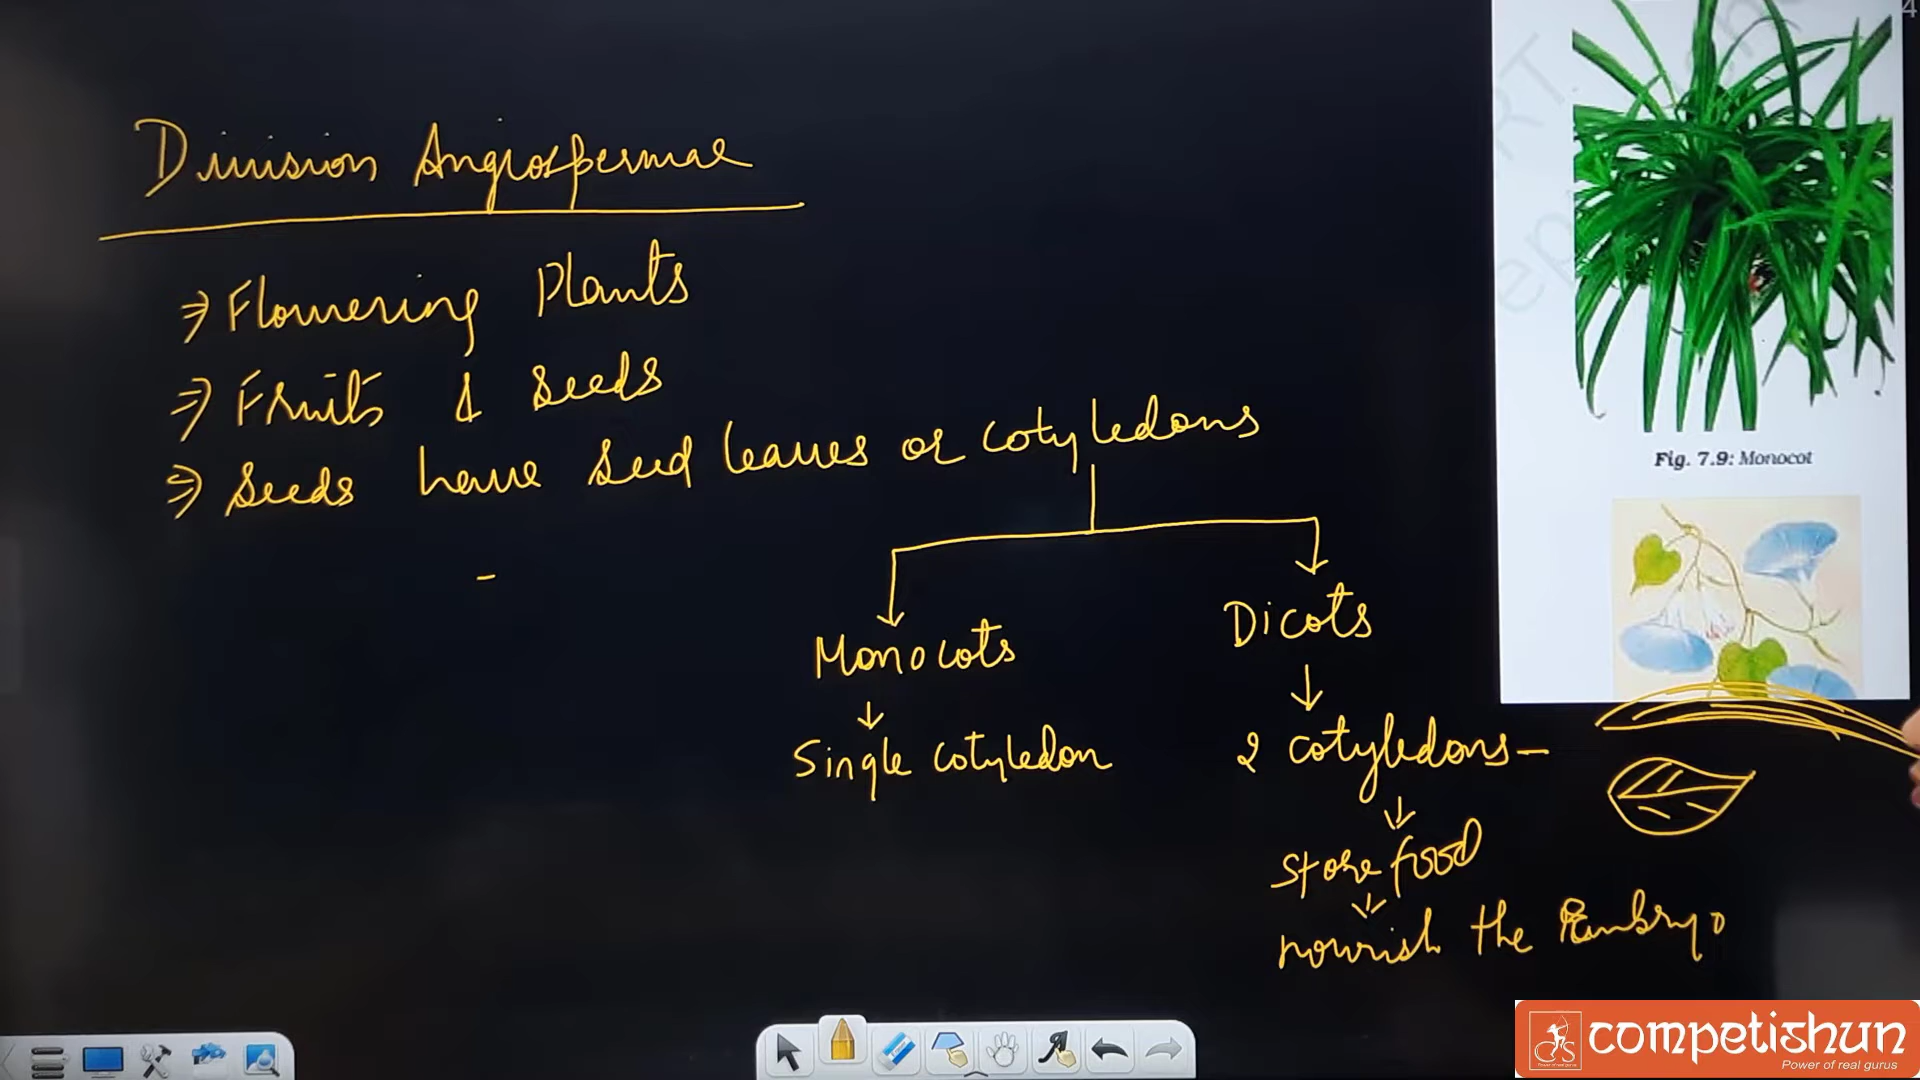 Division Angiospermae
⇒ Flowering Plants
⇒ Fruits & Seeds
⇒ Seeds have seed leaves or cotyledons
Monocots
Dicots
Single cotyledon
2 cotyledons-
Store food
nourish the Embryo
Fig. 7.9: Monocot
competishun
Power of real gurus